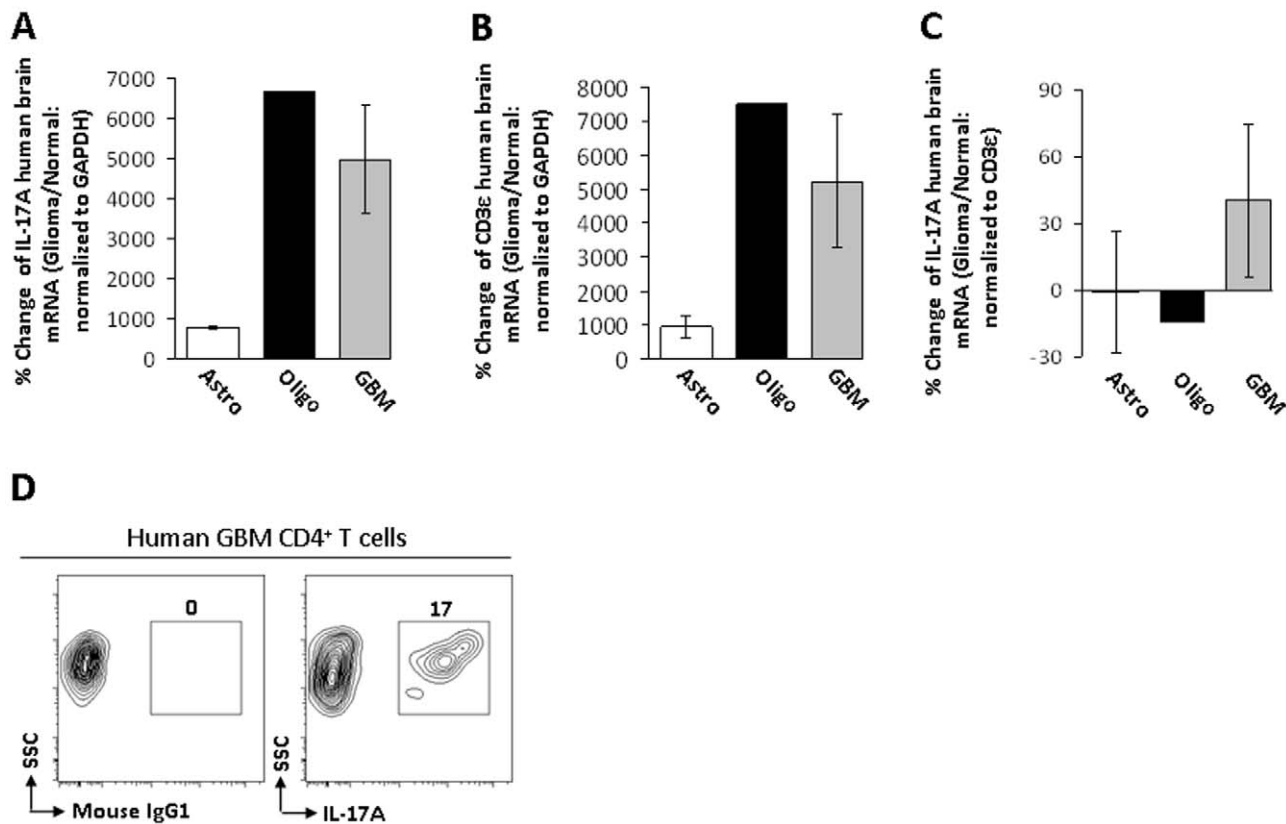 A
% Change of IL-17A human brain
mRNA (Glioma/Normal:
normalized to GAPDH)
7000
6000
5000
4000
3000
2000
1000
0
Astro
Oligo
GBM
B
% Change of CD3ε human brain
mRNA (Glioma/Normal:
normalized to GAPDH)
8000
7000
6000
5000
4000
3000
2000
1000
0
Astro
Oligo
GBM
C
% Change of IL-17A human brain
mRNA (Glioma/Normal:
normalized to CD3ε)
90
60
30
0
-30
Astro
Oligo
GBM
D
Human GBM CD4⁺ T cells
0
SSC
Mouse IgG1
17
SSC
IL-17A